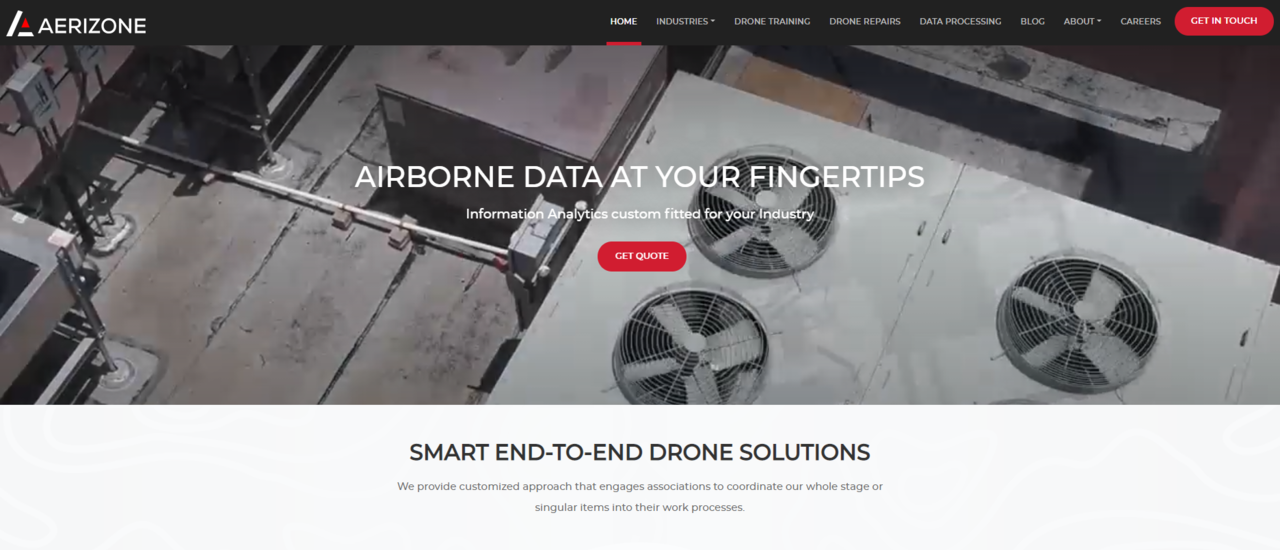 AERIZONE
HOME INDUSTRIES DRONE TRAINING DRONE REPAIRS DATA PROCESSING BLOG ABOUT CAREERS GET IN TOUCH
AIRBORNE DATA AT YOUR FINGERTIPS
Information Analytics custom fitted for your Industry
GET QUOTE
SMART END-TO-END DRONE SOLUTIONS
We provide customized approach that engages associations to coordinate our whole stage or
singular items into their work processes.